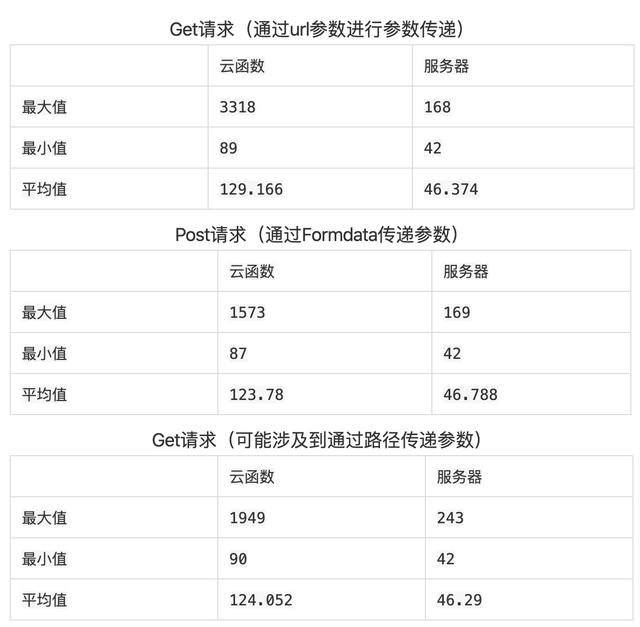 Get请求（通过url参数进行参数传递）
云函数 服务器
最大值 3318 168
最小值 89 42
平均值 129.166 46.374
Post请求（通过Formdata传递参数）
云函数 服务器
最大值 1573 169
最小值 87 42
平均值 123.78 46.788
Get请求（可能涉及到通过路径传递参数）
云函数 服务器
最大值 1949 243
最小值 90 42
平均值 124.052 46.29